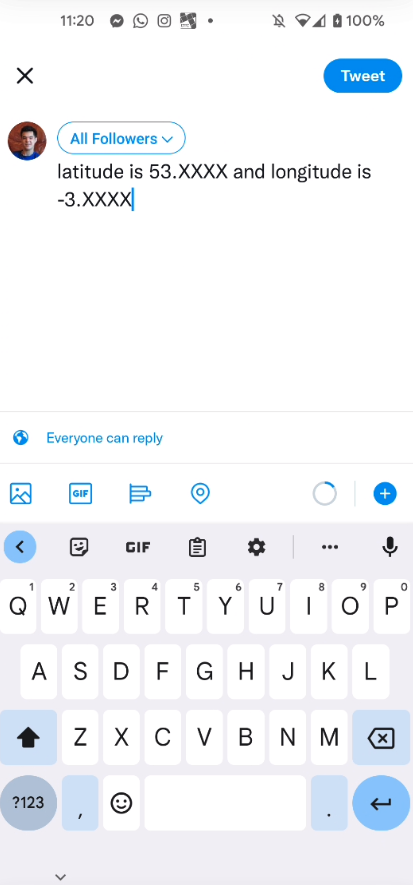 11:20
100%
Tweet
All Followers
latitude is 53.XXXX and longitude is
-3.XXXX
Everyone can reply
GIF
GIF
1 2 3 4 5 6 7 8 9 0
Q W E R T Y U I O P
A S D F G H J K L
Z X C V B N M
?123 , .